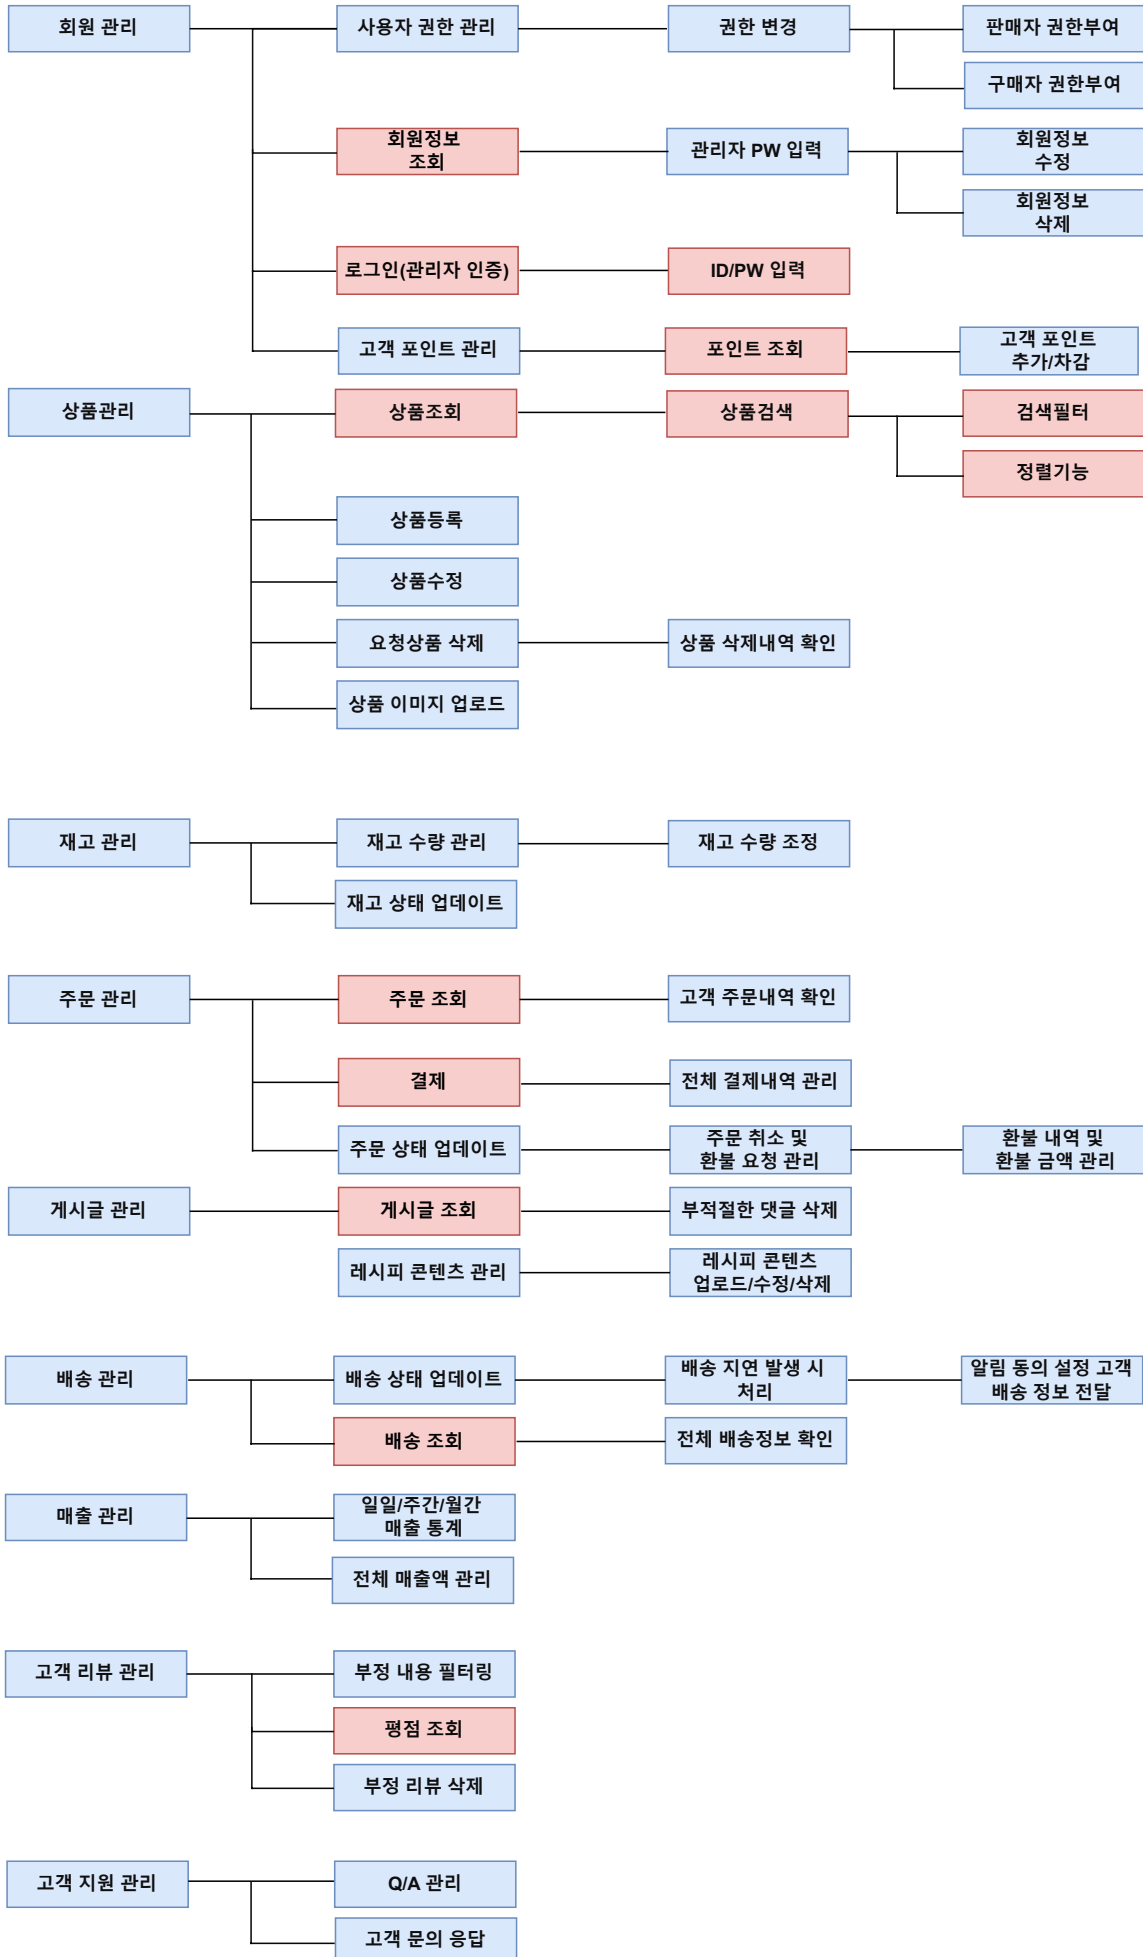 회원 관리
사용자 권한 관리
권한 변경
판매자 권한부여
구매자 권한부여
회원정보
조회
관리자 PW 입력
회원정보
수정
회원정보
삭제
로그인(관리자 인증)
ID/PW 입력
고객 포인트 관리
포인트 조회
고객 포인트
추가/차감
상품관리
상품조회
상품검색
검색필터
정렬기능
상품등록
상품수정
요청상품 삭제
상품 삭제내역 확인
상품 이미지 업로드
재고 관리
재고 수량 관리
재고 수량 조정
재고 상태 업데이트
주문 관리
주문 조회
고객 주문내역 확인
결제
전체 결제내역 관리
주문 상태 업데이트
주문 취소 및
환불 요청 관리
환불 내역 및
환불 금액 관리
게시글 관리
게시글 조회
부적절한 댓글 삭제
레시피 콘텐츠 관리
레시피 콘텐츠
업로드/수정/삭제
배송 관리
배송 상태 업데이트
배송 지연 발생 시
처리
알림 동의 설정 고객
배송 정보 전달
배송 조회
전체 배송정보 확인
매출 관리
일일/주간/월간
매출 통계
전체 매출액 관리
고객 리뷰 관리
부정 내용 필터링
평점 조회
부정 리뷰 삭제
고객 지원 관리
Q/A 관리
고객 문의 응답